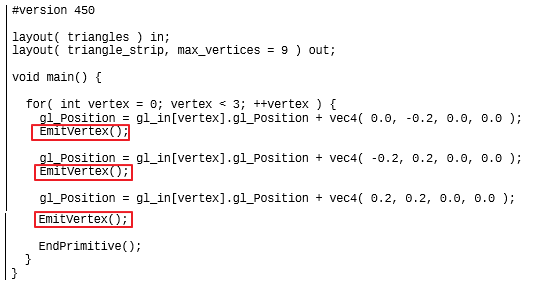 #version 450
layout( triangles ) in;
layout( triangle_strip, max_vertices = 9 ) out;
void main() {
for( int vertex = 0; vertex < 3; ++vertex ) {
gl_Position = gl_in[vertex].gl_Position + vec4( 0.0, -0.2, 0.0, 0.0 );
EmitVertex();
gl_Position = gl_in[vertex].gl_Position + vec4( -0.2, 0.2, 0.0, 0.0 );
EmitVertex();
gl_Position = gl_in[vertex].gl_Position + vec4( 0.2, 0.2, 0.0, 0.0 );
EmitVertex();
EndPrimitive();
}
}